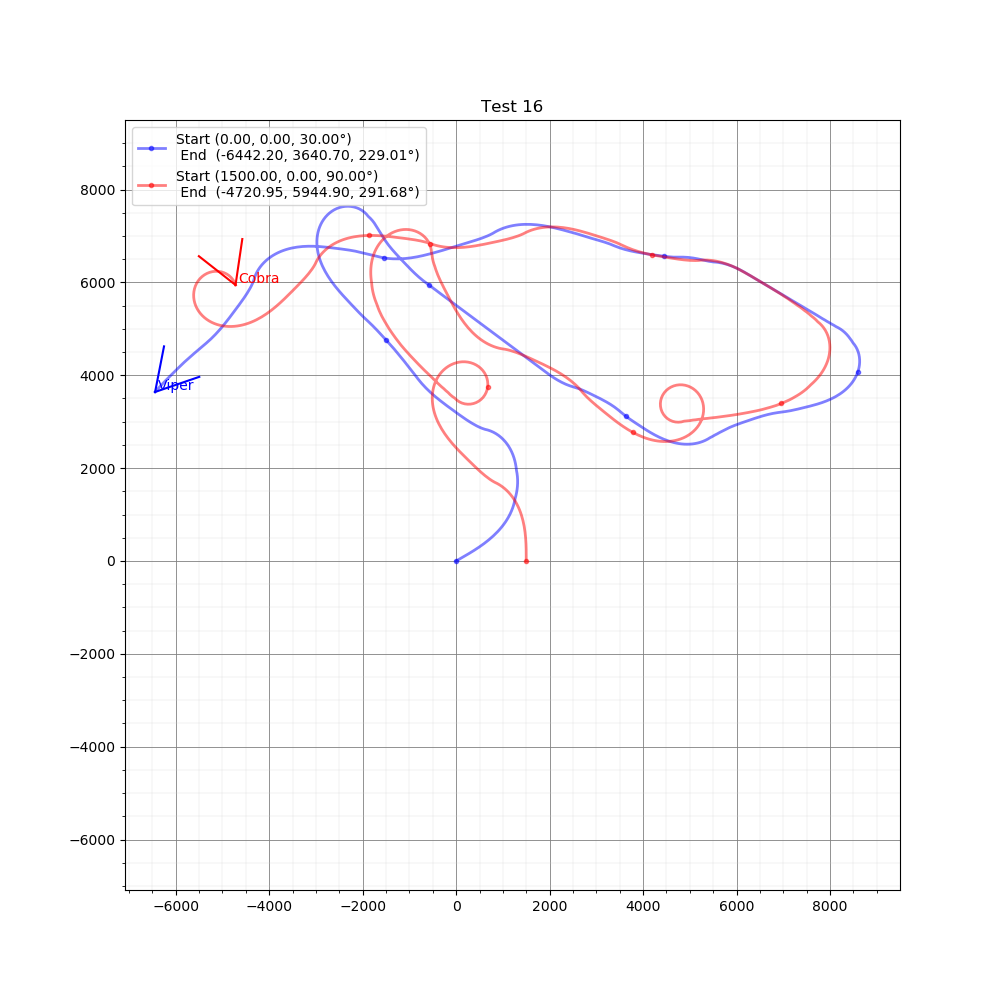 Test 16
Start (0.00, 0.00, 30.00°)
End (-6442.20, 3640.70, 229.01°)
Start (1500.00, 0.00, 90.00°)
End (-4720.95, 5944.90, 291.68°)
8000
6000
4000
2000
0
−2000
−4000
−6000
Cobra
Viper
−6000 −4000 −2000 0 2000 4000 6000 8000